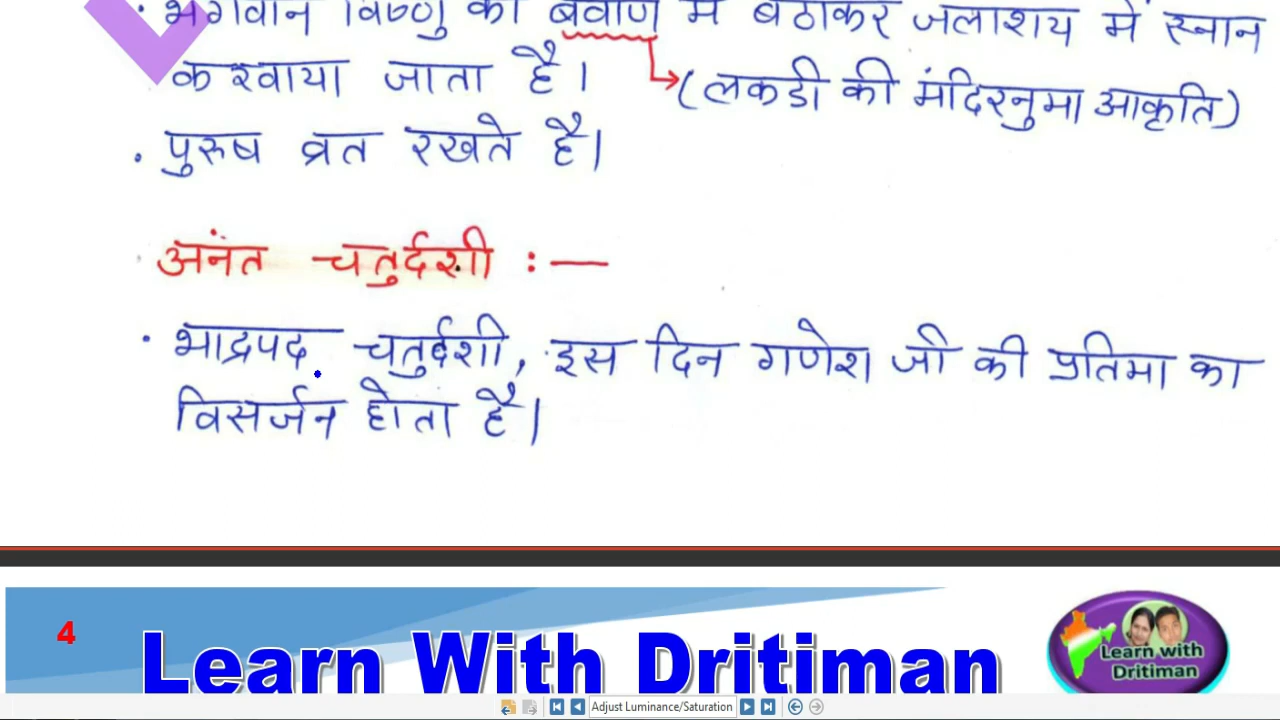 • भगवान विष्णु को बेवाण में बैठाकर जलाशय में स्नान
करवाया जाता है। → (लकडी की मंदिरनुमा आकृति)
• पुरुष व्रत रखते है।
अनंत चतुर्दशी :—
• भाद्रपद चतुर्दशी, इस दिन गणेश जी की प्रतिमा का
विसर्जन होता है।
4
Learn With Dritiman
Learn with
Dritiman
Adjust Luminance/Saturation